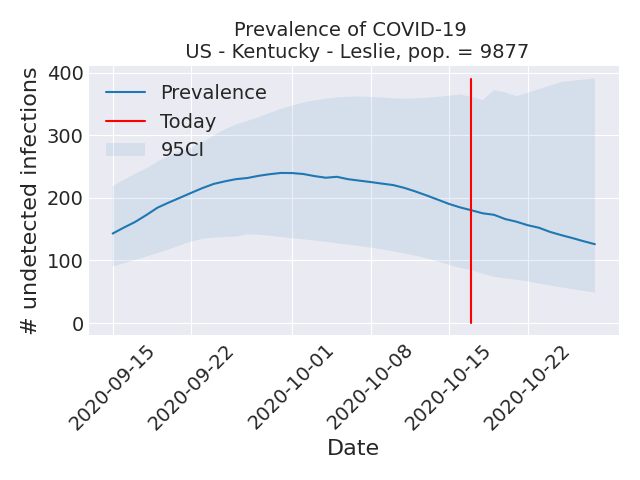 Prevalence of COVID-19
US - Kentucky - Leslie, pop. = 9877
# undetected infections
400
300
200
100
0
Prevalence
Today
95CI
2020-09-15
2020-09-22
2020-10-01
2020-10-08
2020-10-15
2020-10-22
Date